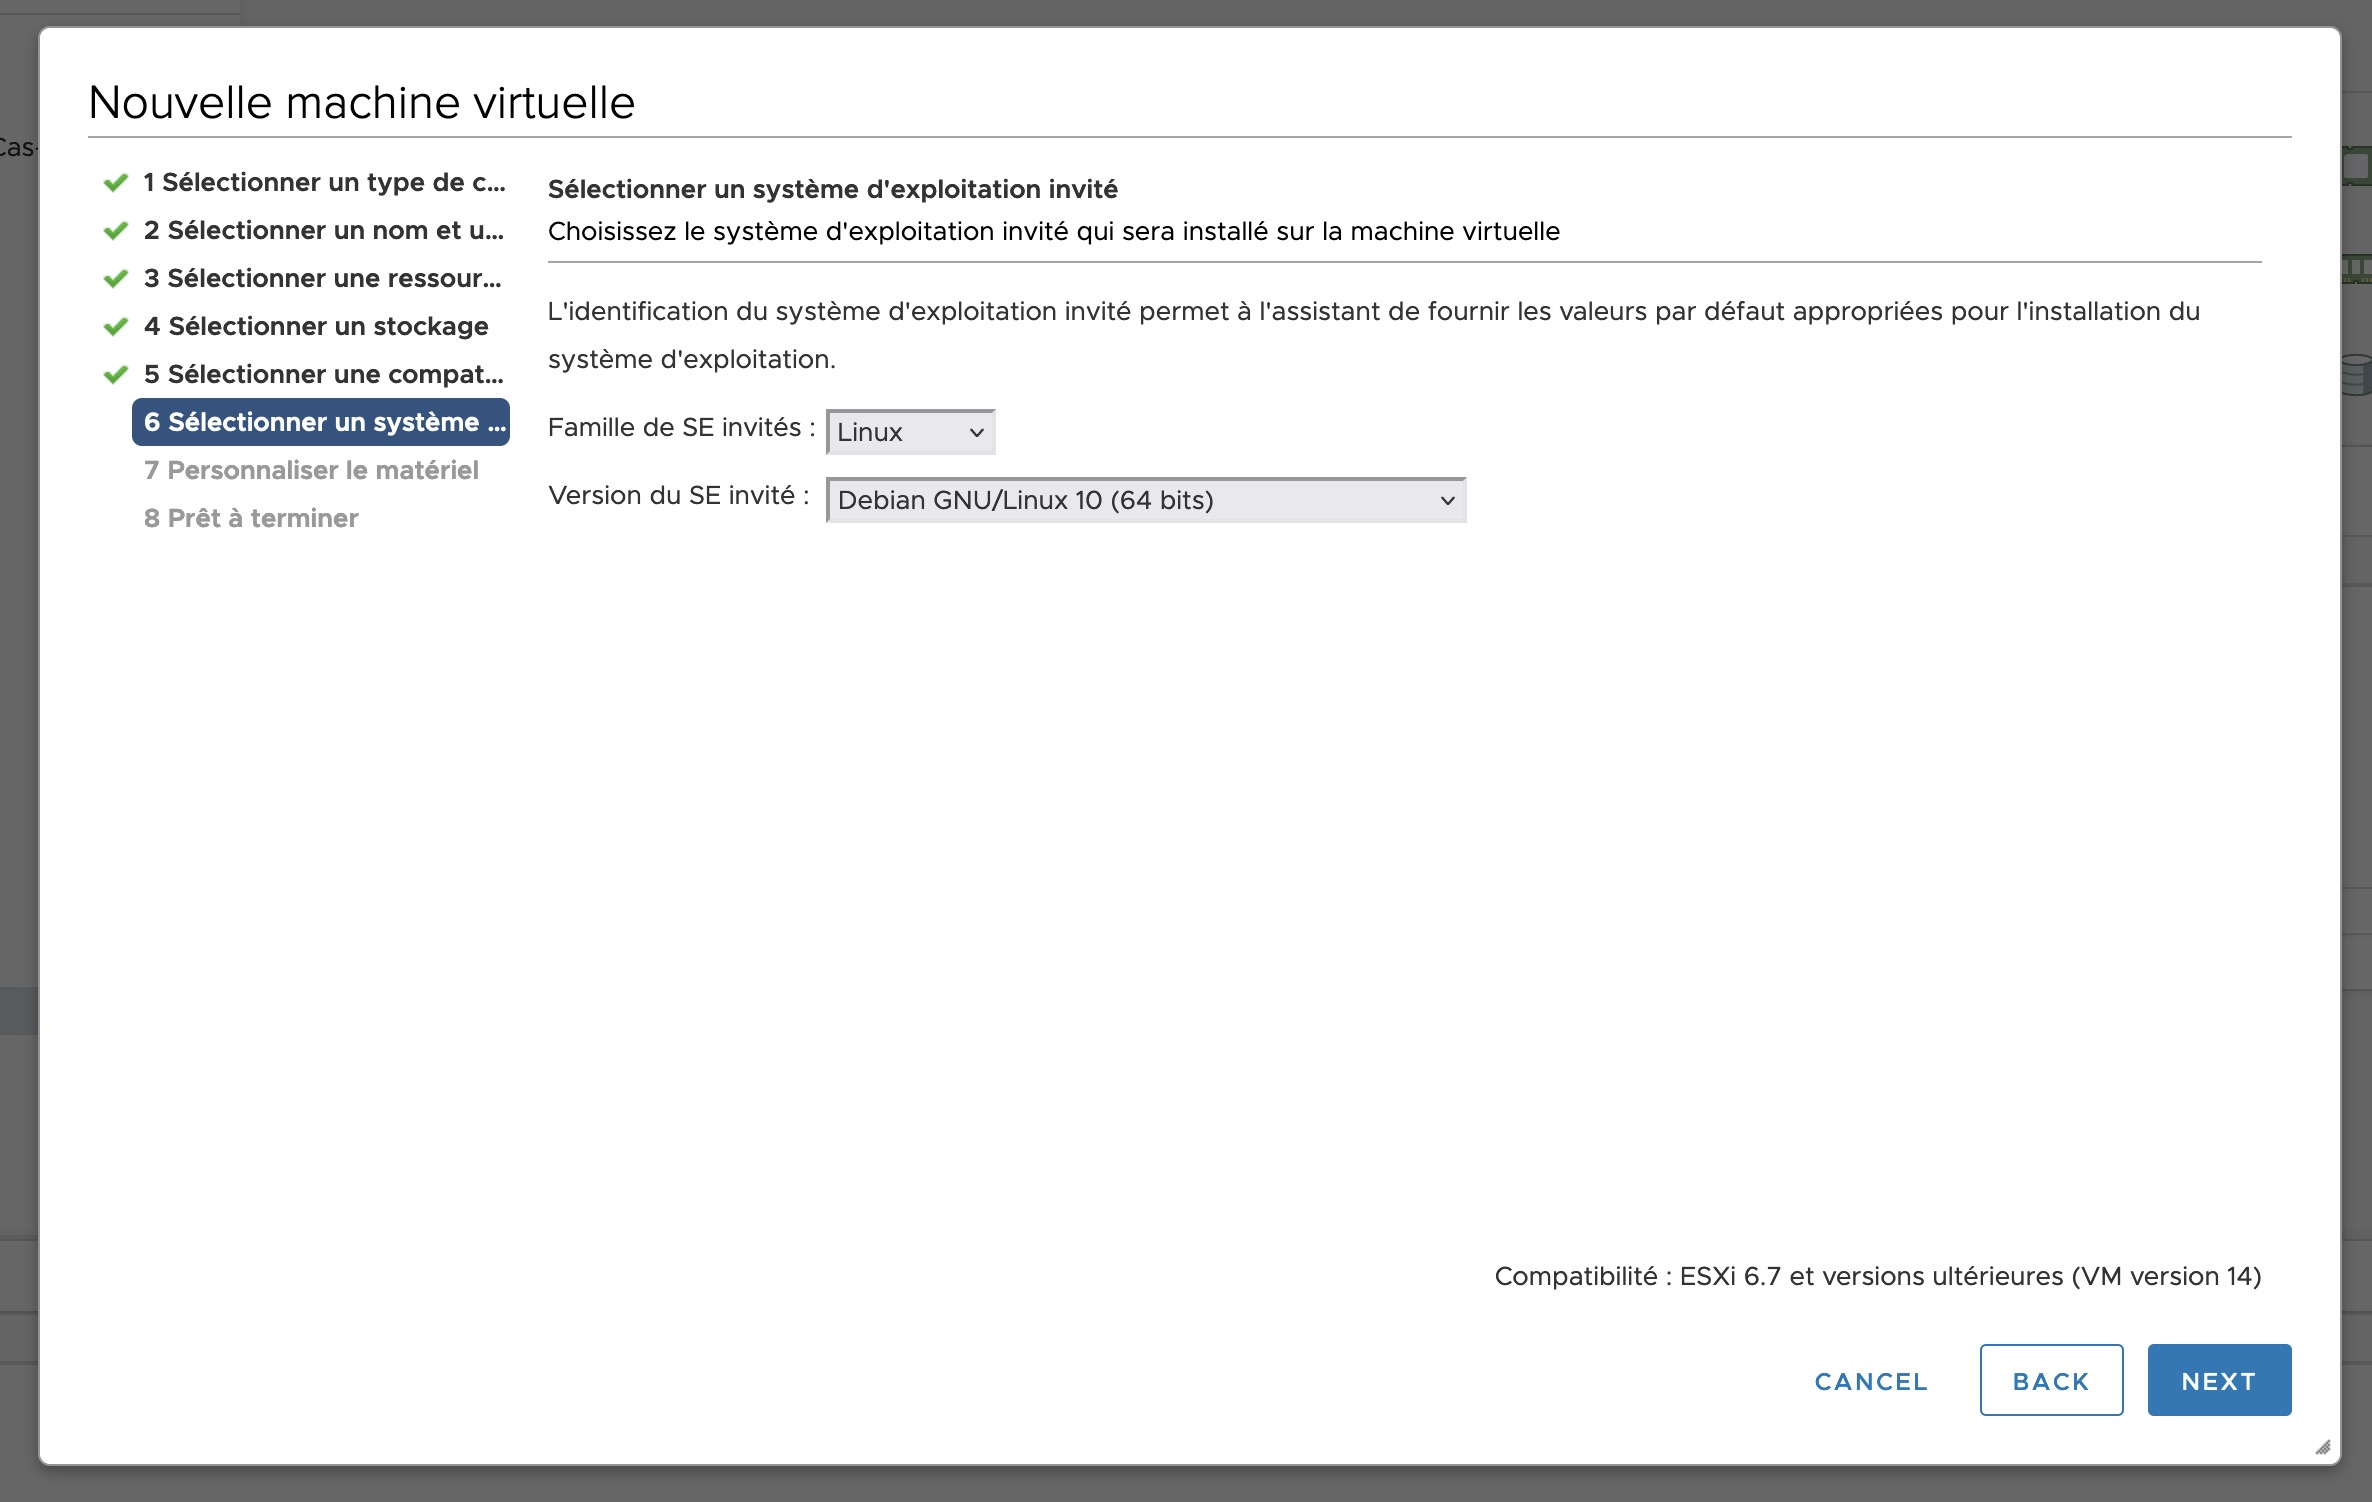 Nouvelle machine virtuelle
Cas-
1 Sélectionner un type de c...
2 Sélectionner un nom et u...
3 Sélectionner une ressour...
4 Sélectionner un stockage
5 Sélectionner une compat...
6 Sélectionner un système ...
7 Personnaliser le matériel
8 Prêt à terminer
Sélectionner un système d'exploitation invité
Choisissez le système d'exploitation invité qui sera installé sur la machine virtuelle
L'identification du système d'exploitation invité permet à l'assistant de fournir les valeurs par défaut appropriées pour l'installation du
système d'exploitation.
Famille de SE invités : Linux
Version du SE invité : Debian GNU/Linux 10 (64 bits)
Compatibilité : ESXi 6.7 et versions ultérieures (VM version 14)
CANCEL BACK NEXT